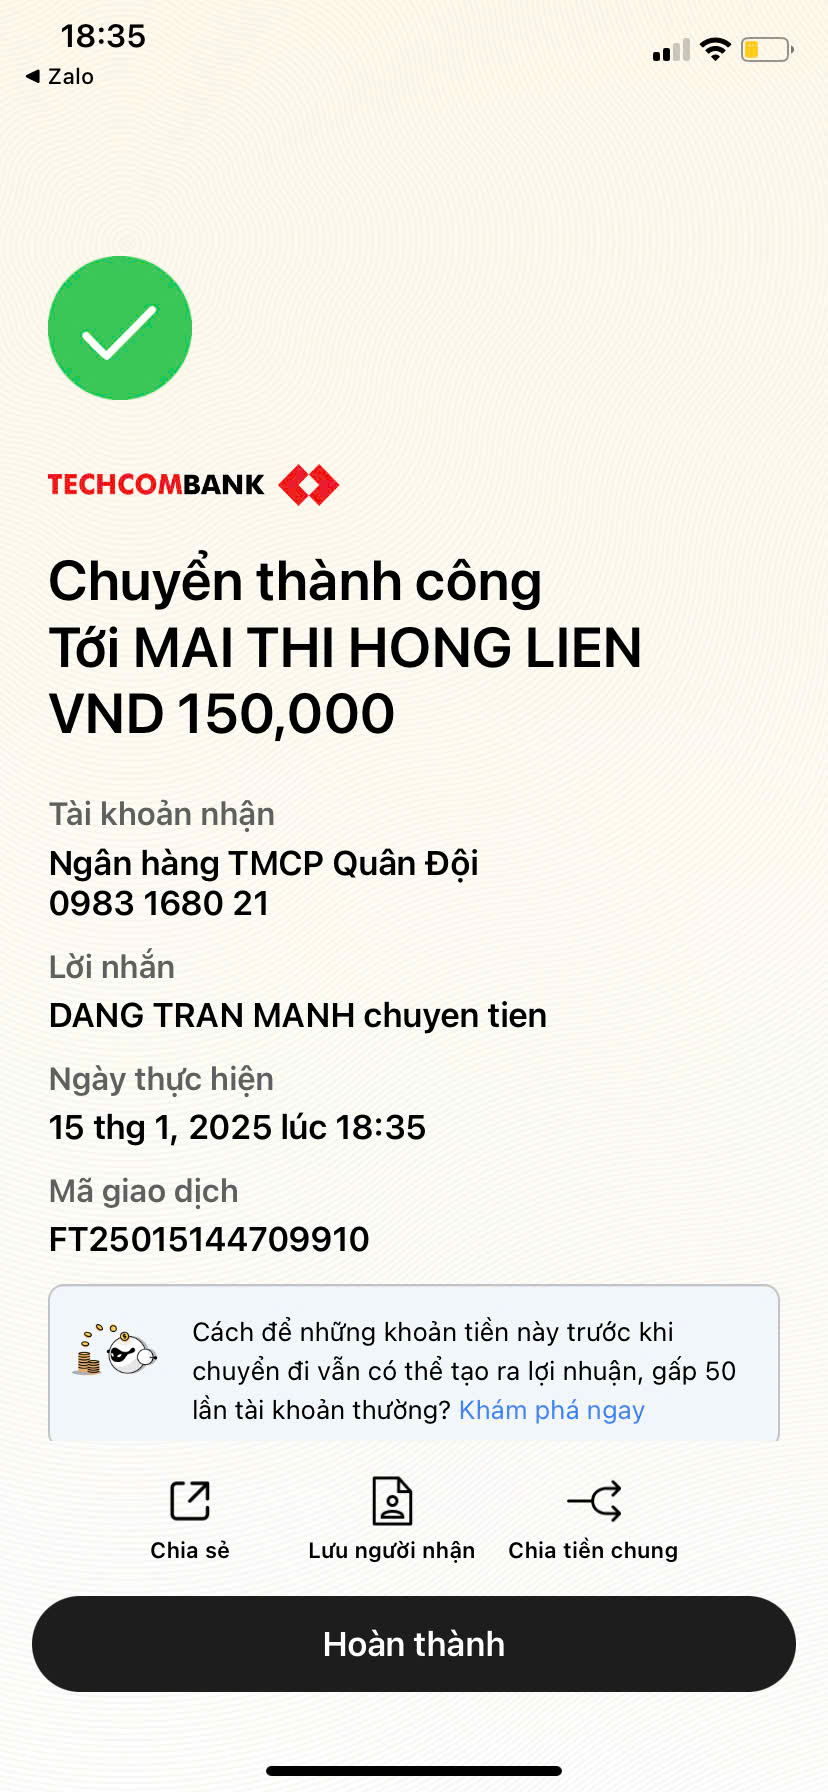 18:35
◀ Zalo
TECHCOMBANK
Chuyển thành công
Tới MAI THI HONG LIEN
VND 150,000
Tài khoản nhận
Ngân hàng TMCP Quân Đội
0983 1680 21
Lời nhắn
DANG TRAN MANH chuyen tien
Ngày thực hiện
15 thg 1, 2025 lúc 18:35
Mã giao dịch
FT25015144709910
Cách để những khoản tiền này trước khi
chuyển đi vẫn có thể tạo ra lợi nhuận, gấp 50
lần tài khoản thường? Khám phá ngay
Chia sẻ
Lưu người nhận
Chia tiền chung
Hoàn thành